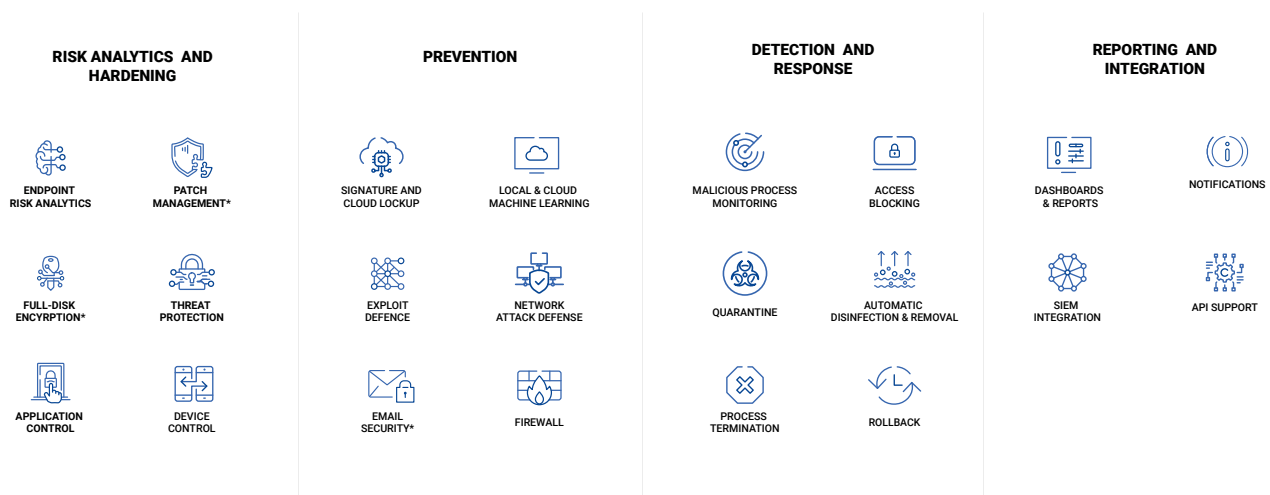 RISK ANALYTICS AND
HARDENING
ENDPOINT
RISK ANALYTICS
PATCH
MANAGEMENT*
FULL-DISK
ENCYRPTION*
THREAT
PROTECTION
APPLICATION
CONTROL
DEVICE
CONTROL
PREVENTION
SIGNATURE AND
CLOUD LOCKUP
LOCAL & CLOUD
MACHINE LEARNING
EXPLOIT
DEFENCE
NETWORK
ATTACK DEFENSE
EMAIL
SECURITY*
FIREWALL
DETECTION AND
RESPONSE
MALICIOUS PROCESS
MONITORING
ACCESS
BLOCKING
QUARANTINE
AUTOMATIC
DISINFECTION & REMOVAL
PROCESS
TERMINATION
ROLLBACK
REPORTING AND
INTEGRATION
DASHBOARDS
& REPORTS
NOTIFICATIONS
SIEM
INTEGRATION
API SUPPORT